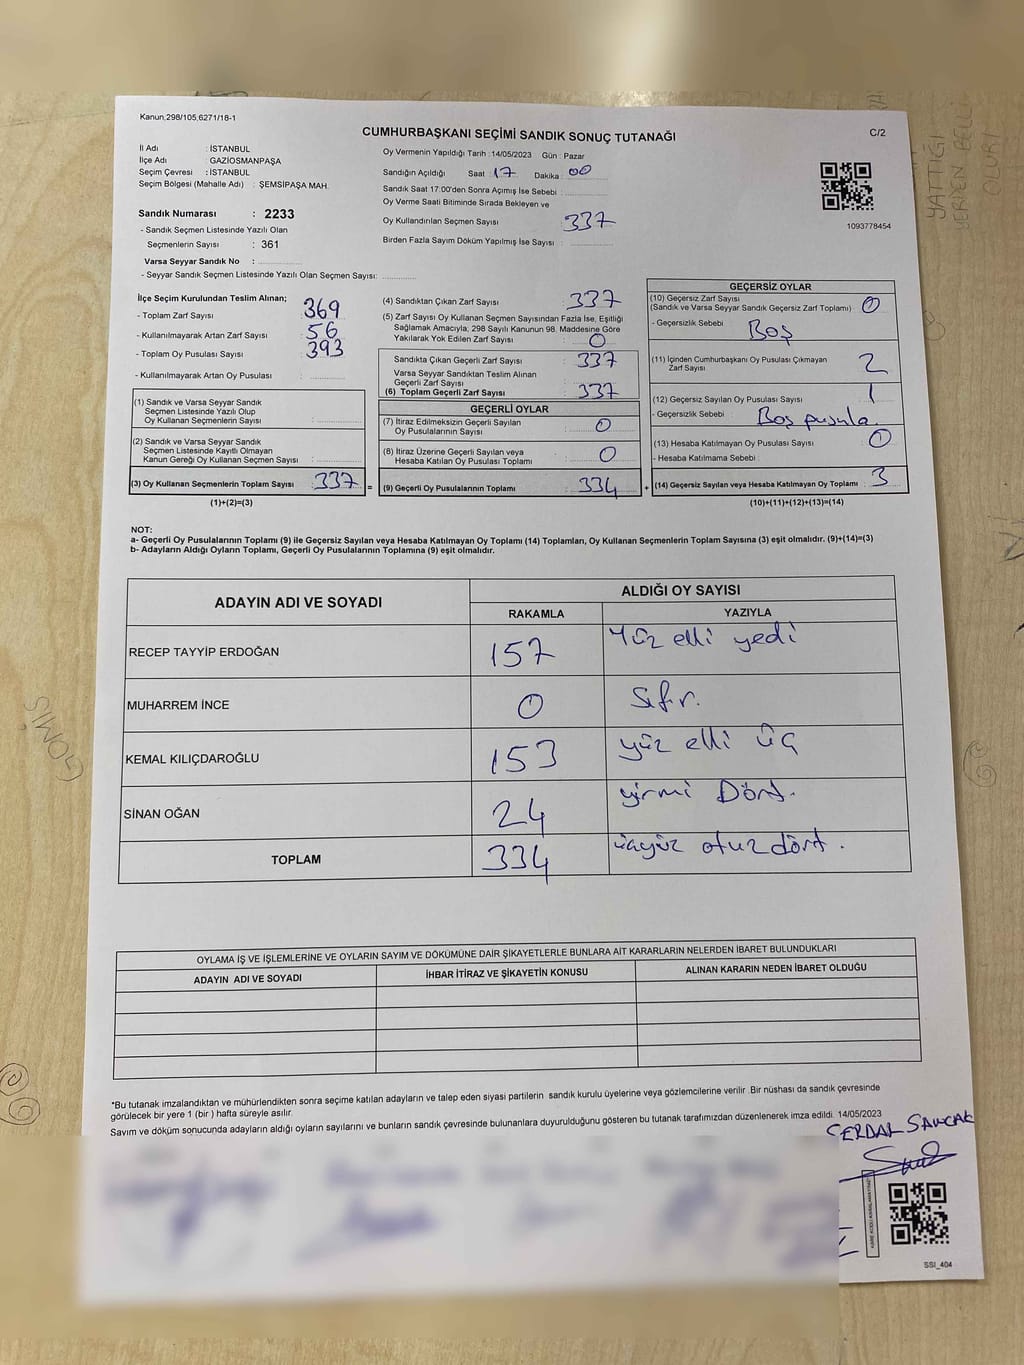 Kanun,298/105,6271/18-1
CUMHURBAŞKANI SEÇİMİ SANDIK SONUÇ TUTANAĞI
C/2
İl Adı : İSTANBUL
İlçe Adı : GAZİOSMANPAŞA
Seçim Çevresi : İSTANBUL
Seçim Bölgesi (Mahalle Adı) : ŞEMSİPAŞA MAH.
Oy Vermenin Yapıldığı Tarih :14/05/2023 Gün : Pazar
Sandığın Açıldığı Saat : 17 Dakika : 00
Sandık Saat 17:00'den Sonra Açımış İse Sebebi :
Oy Verme Saati Bitiminde Sırada Bekleyen ve
Oy Kullandırılan Seçmen Sayısı : 337
Birden Fazla Sayım Döküm Yapılmış İse Sayısı :
1093778454
Sandık Numarası : 2233
- Sandık Seçmen Listesinde Yazılı Olan
Seçmenlerin Sayısı : 361
Varsa Seyyar Sandık No :
- Seyyar Sandık Seçmen Listesinde Yazılı Olan Seçmen Sayısı:
İlçe Seçim Kurulundan Teslim Alınan;
- Toplam Zarf Sayısı : 369
- Kullanılmayarak Artan Zarf Sayısı : 56
- Toplam Oy Pusulası Sayısı : 393
- Kullanılmayarak Artan Oy Pusulası :
(1) Sandık ve Varsa Seyyar Sandık
Seçmen Listesinde Yazılı Olup
Oy Kullanan Seçmenlerin Sayısı :
(2) Sandık ve Varsa Seyyar Sandık
Seçmen Listesinde Kayıtlı Olmayan
Kanun Gereği Oy Kullanan Seçmen Sayısı :
(3) Oy Kullanan Seçmenlerin Toplam Sayısı : 337
(1)+(2)=(3)
=
(4) Sandıktan Çıkan Zarf Sayısı : 337
(5) Zarf Sayısı Oy Kullanan Seçmen Sayısından Fazla İse, Eşitliği
Sağlamak Amacıyla, 298 Sayılı Kanunun 98. Maddesine Göre
Yakılarak Yok Edilen Zarf Sayısı : 0
Sandıkta Çıkan Geçerli Zarf Sayısı : 337
Varsa Seyyar Sandıktan Teslim Alınan
Geçerli Zarf Sayısı :
(6) Toplam Geçerli Zarf Sayısı : 337
GEÇERLİ OYLAR
(7) İtiraz Edilmeksizin Geçerli Sayılan
Oy Pusulalarının Sayısı : 0
(8) İtiraz Üzerine Geçerli Sayılan veya
Hesaba Katılan Oy Pusulası Toplamı : 0
(9) Geçerli Oy Pusulalarının Toplamı : 334
+
GEÇERSİZ OYLAR
(10) Geçersiz Zarf Sayısı
(Sandık ve Varsa Seyyar Sandık Geçersiz Zarf Toplamı) : 0
- Geçersizlik Sebebi : Boş
(11) İçinden Cumhurbaşkanı Oy Pusulası Çıkmayan
Zarf Sayısı : 2
(12) Geçersiz Sayılan Oy Pusulası Sayısı : 1
- Geçersizlik Sebebi : Boş pusula.
(13) Hesaba Katılmayan Oy Pusulası Sayısı : 0
- Hesaba Katılmama Sebebi :
(14) Geçersiz Sayılan veya Hesaba Katılmayan Oy Toplamı : 3
(10)+(11)+(12)+(13)=(14)
NOT:
a- Geçerli Oy Pusulalarının Toplamı (9) ile Geçersiz Sayılan veya Hesaba Katılmayan Oy Toplamı (14) Toplamları, Oy Kullanan Seçmenlerin Toplam Sayısına (3) eşit olmalıdır. (9)+(14)=(3)
b- Adayların Aldığı Oyların Toplamı, Geçerli Oy Pusulalarının Toplamına (9) eşit olmalıdır.
ADAYIN ADI VE SOYADI
ALDIĞI OY SAYISI
RAKAMLA YAZIYLA
RECEP TAYYİP ERDOĞAN 157 Yüz elli yedi
MUHARREM İNCE 0 Sıfır.
KEMAL KILIÇDAROĞLU 153 yüz elli üç
SİNAN OĞAN 24 yirmi Dört.
TOPLAM 334 üçyüz otuzdört.
OYLAMA İŞ VE İŞLEMLERİNE VE OYLARIN SAYIM VE DÖKÜMÜNE DAİR ŞİKAYETLERLE BUNLARA AİT KARARLARIN NELERDEN İBARET BULUNDUKLARI
ADAYIN ADI VE SOYADI İHBAR İTİRAZ VE ŞİKAYETİN KONUSU ALINAN KARARIN NEDEN İBARET OLDUĞU
*Bu tutanak imzalandıktan ve mühürlendikten sonra seçime katılan adayların ve talep eden siyasi partilerin sandık kurulu üyelerine veya gözlemcilerine verilir .Bir nüshası da sandık çevresinde
görülecek bir yere 1 (bir ) hafta süreyle asılır.
Sayım ve döküm sonucunda adayların aldığı oyların sayılarını ve bunların sandık çevresinde bulunanlara duyurulduğunu gösteren bu tutanak tarafımızdan düzenlenerek imza edildi. 14/05/2023
SERDAL SANCAK
SSI_404
YATTIĞI
YERDEN BELLİ
OLUR!